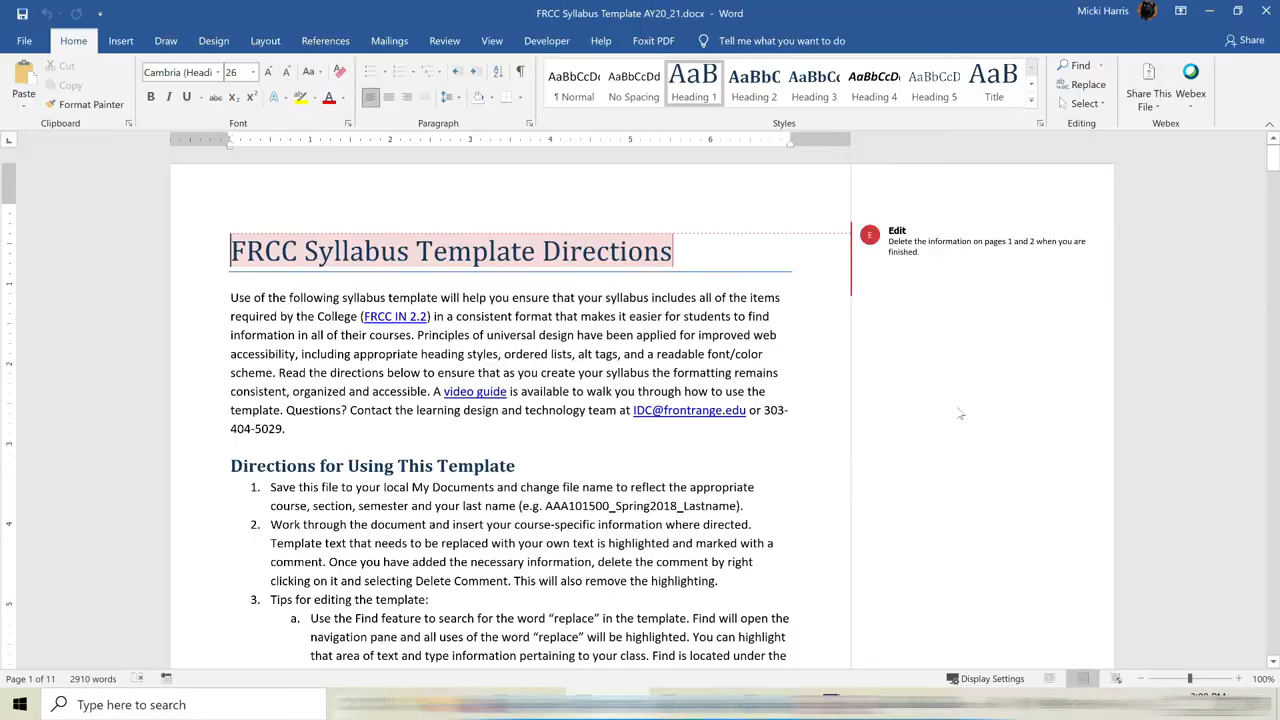 FRCC Syllabus Template AY20_21.docx - Word
Micki Harris
File Home Insert Draw Design Layout References Mailings Review View Developer Help Foxit PDF Tell me what you want to do Share
Paste Cut Copy Format Painter
Cambria (Headi 26
AaBbCcDc AaBbCcDd AaB AaBbC AaBbCc AaBbCcD AaBbCcD AaB
¶ Normal No Spacing Heading 1 Heading 2 Heading 3 Heading 4 Heading 5 Title
Find Replace Select
Share This File Webex
Clipboard Font Paragraph Styles Editing Webex
1 2 3 4 5 6
FRCC Syllabus Template Directions
E Edit
Delete the information on pages 1 and 2 when you are
finished.
Use of the following syllabus template will help you ensure that your syllabus includes all of the items
required by the College (FRCC IN 2.2) in a consistent format that makes it easier for students to find
information in all of their courses. Principles of universal design have been applied for improved web
accessibility, including appropriate heading styles, ordered lists, alt tags, and a readable font/color
scheme. Read the directions below to ensure that as you create your syllabus the formatting remains
consistent, organized and accessible. A video guide is available to walk you through how to use the
template. Questions? Contact the learning design and technology team at IDC@frontrange.edu or 303-
404-5029.
Directions for Using This Template
1. Save this file to your local My Documents and change file name to reflect the appropriate
course, section, semester and your last name (e.g. AAA101500_Spring2018_Lastname).
2. Work through the document and insert your course-specific information where directed.
Template text that needs to be replaced with your own text is highlighted and marked with a
comment. Once you have added the necessary information, delete the comment by right
clicking on it and selecting Delete Comment. This will also remove the highlighting.
3. Tips for editing the template:
a. Use the Find feature to search for the word “replace” in the template. Find will open the
navigation pane and all uses of the word “replace” will be highlighted. You can highlight
that area of text and type information pertaining to your class. Find is located under the
Page 1 of 11 2910 words Display Settings 100%
Type here to search